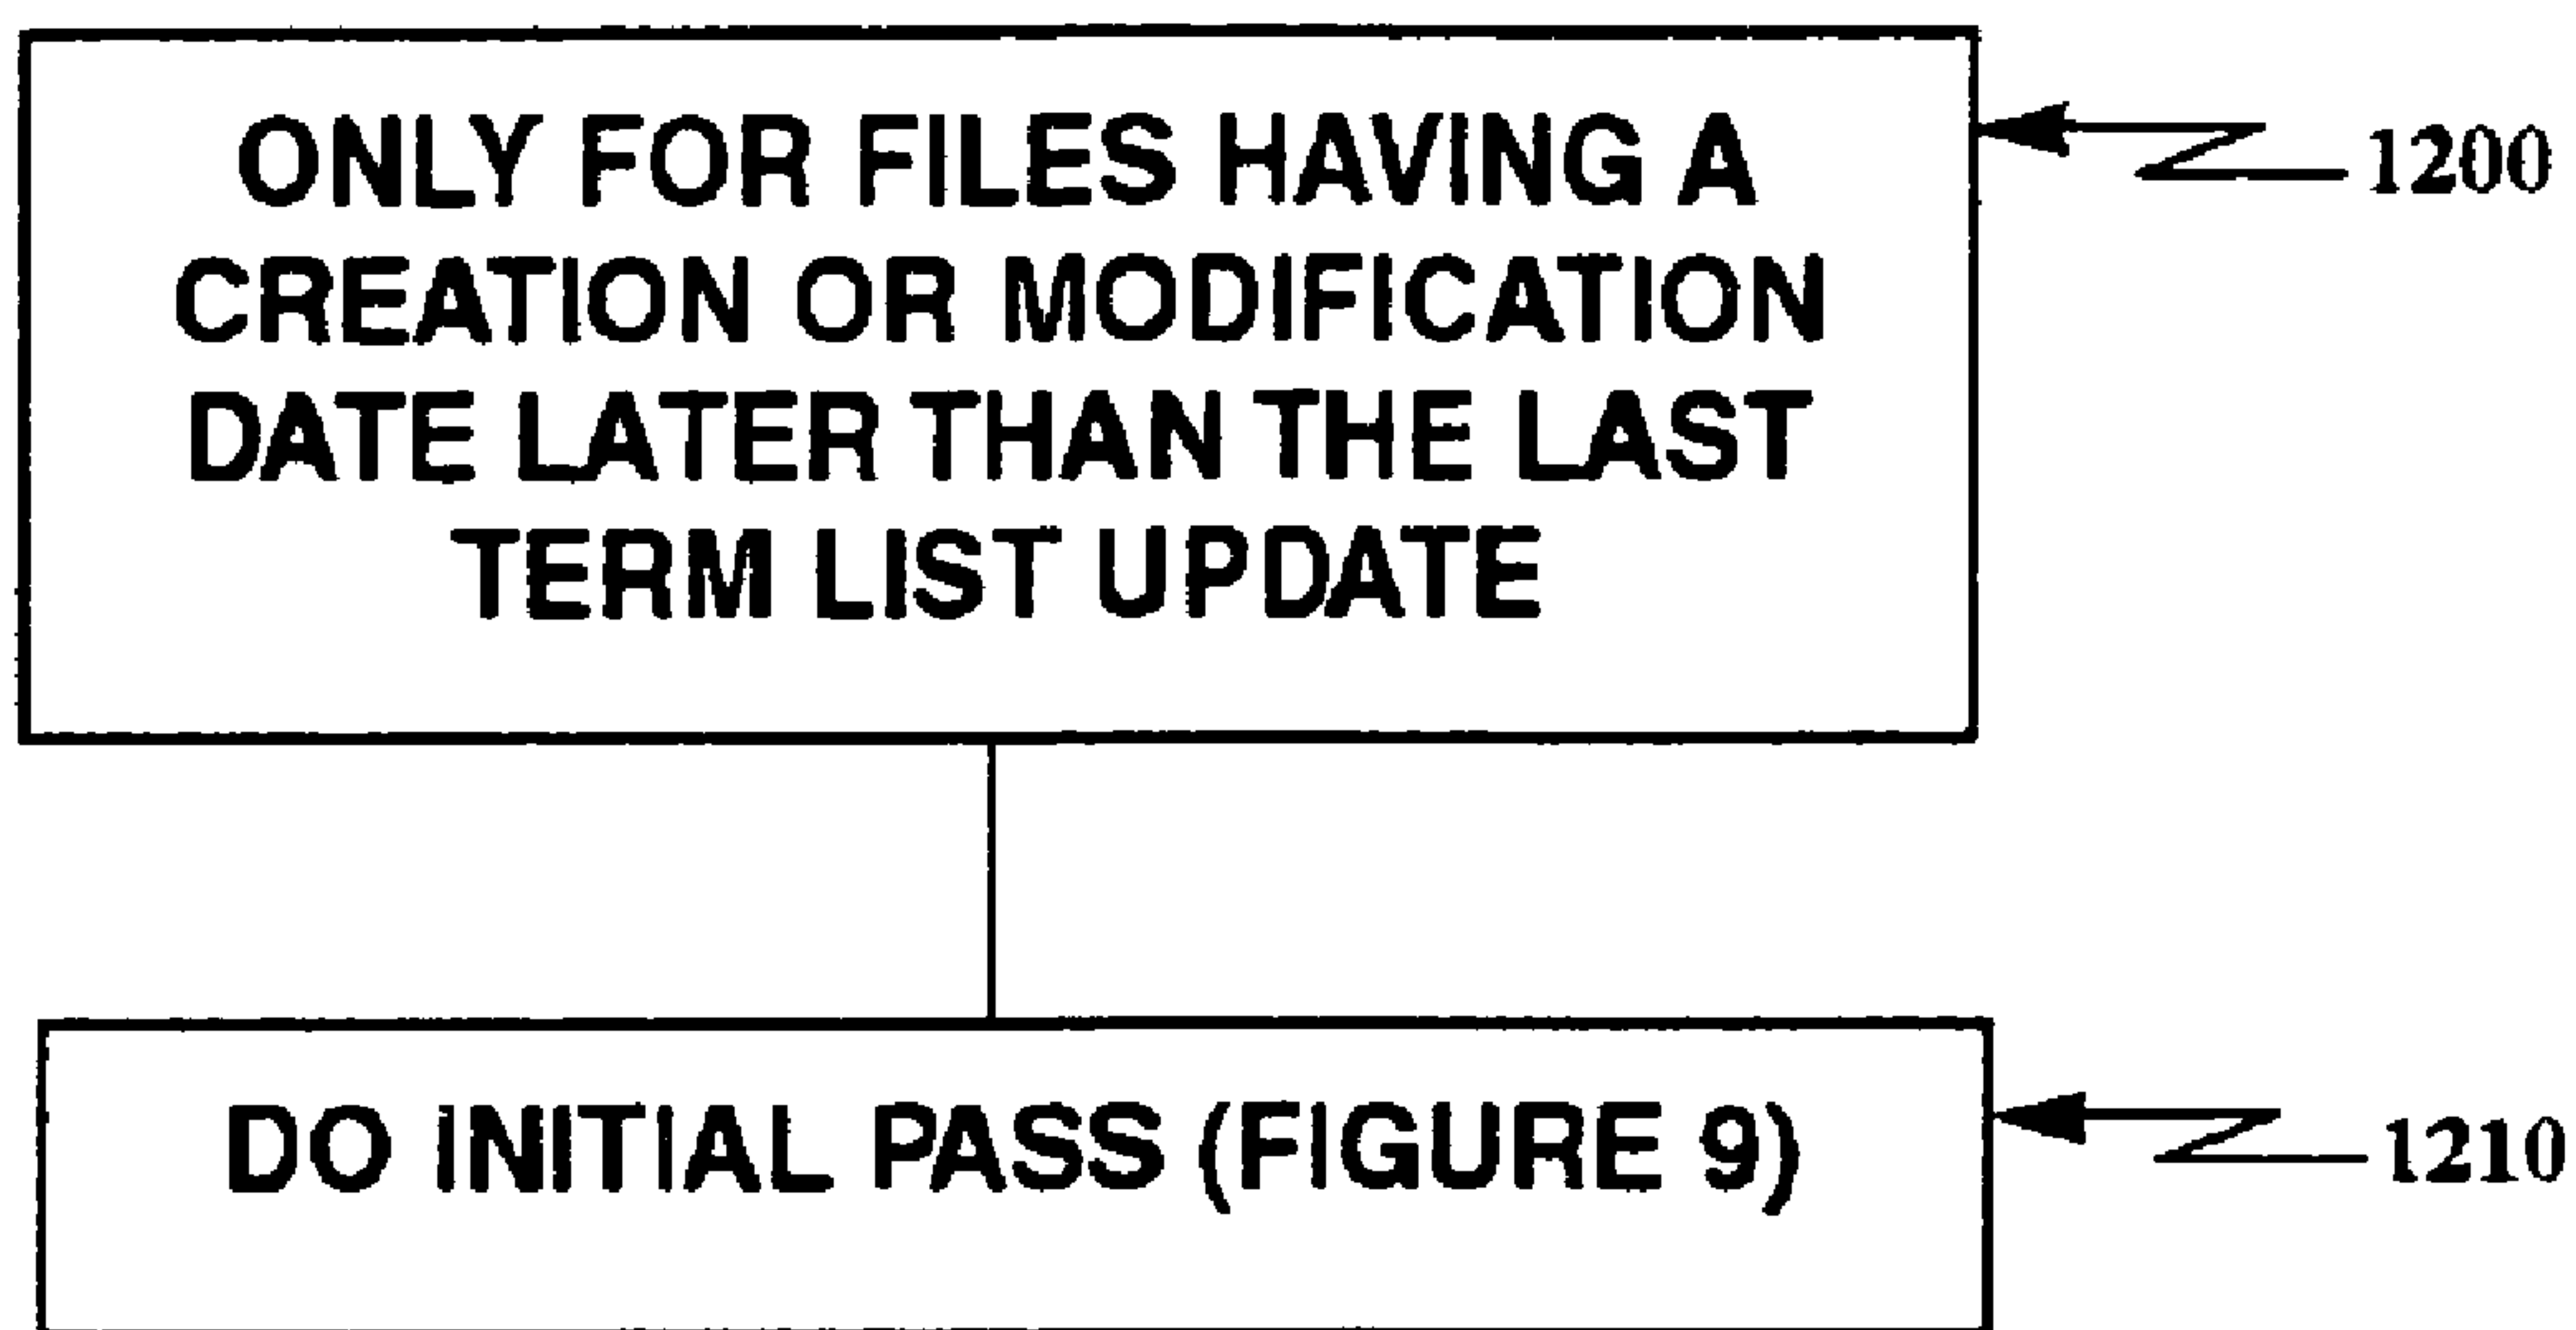 ONLY FOR FILES HAVING A
CREATION OR MODIFICATION
DATE LATER THAN THE LAST
TERM LIST UPDATE
1200
DO INITIAL PASS (FIGURE 9)
1210